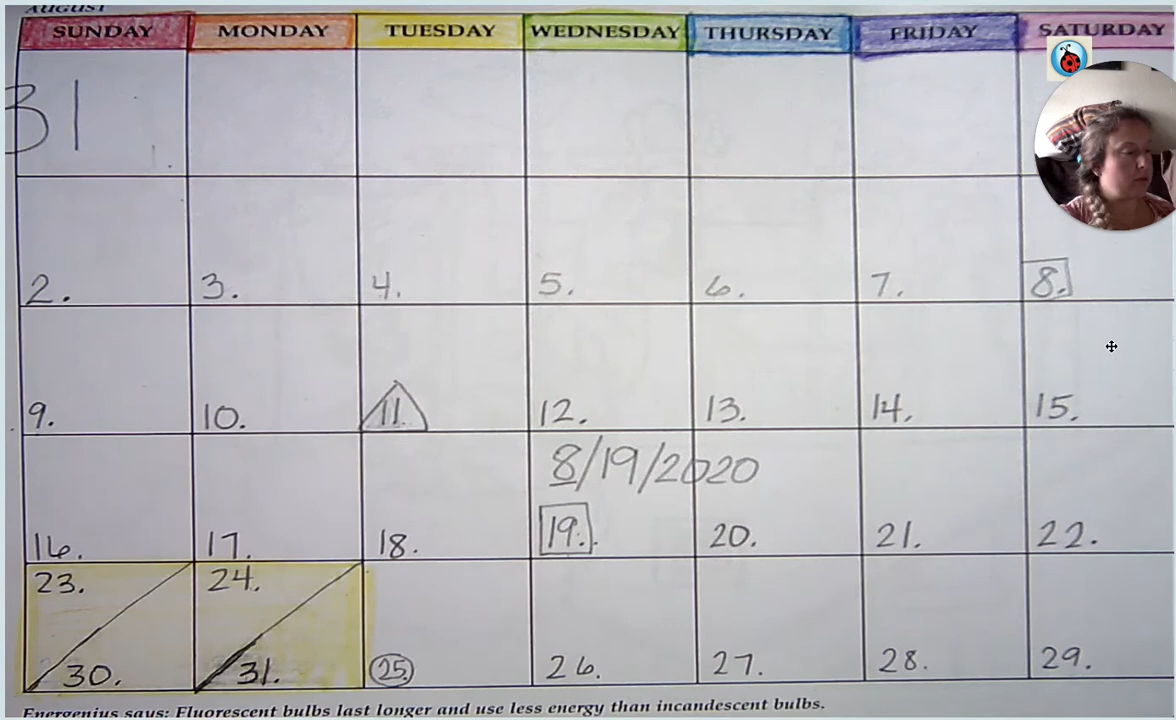 AUGUST
SUNDAY MONDAY TUESDAY WEDNESDAY THURSDAY FRIDAY SATURDAY
31
2. 3. 4. 5. 6. 7. 8.
9. 10. 11. 12. 13. 14. 15.
8/19/2020
16. 17. 18. 19. 20. 21. 22.
23. 24.
30. 31. 25. 26. 27. 28. 29.
Energenius says: Fluorescent bulbs last longer and use less energy than incandescent bulbs.